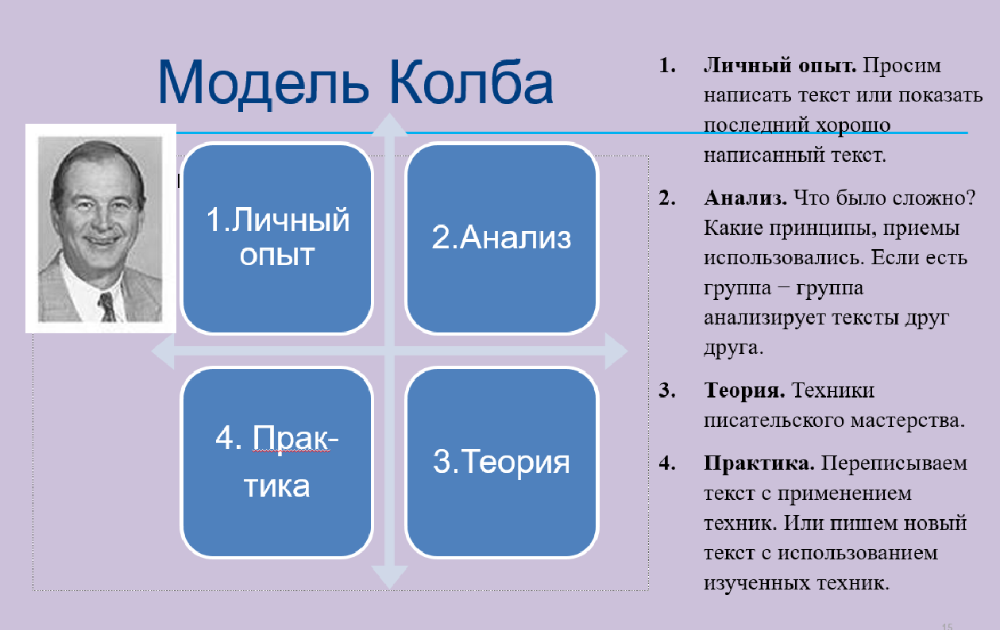 Модель Колба
1.Личный
опыт
2.Анализ
4. Прак-
тика
3.Теория
1. Личный опыт. Просим
написать текст или показать
последний хорошо
написанный текст.
2. Анализ. Что было сложно?
Какие принципы, приемы
использовались. Если есть
группа − группа
анализирует тексты друг
друга.
3. Теория. Техники
писательского мастерства.
4. Практика. Переписываем
текст с применением
техник. Или пишем новый
текст с использованием
изученных техник.
15